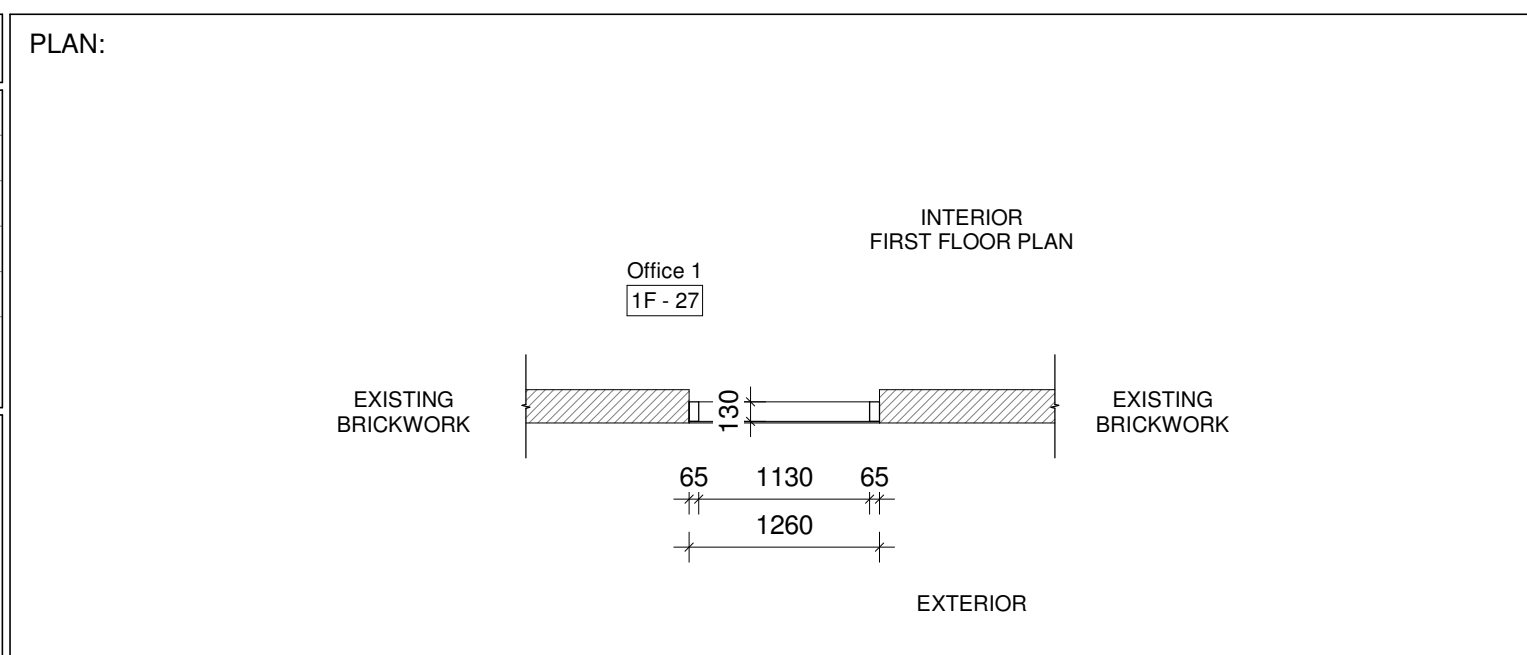 PLAN:
INTERIOR
FIRST FLOOR PLAN
Office 1
1F - 27
EXISTING
BRICKWORK
130
EXISTING
BRICKWORK
65 1130 65
1260
EXTERIOR